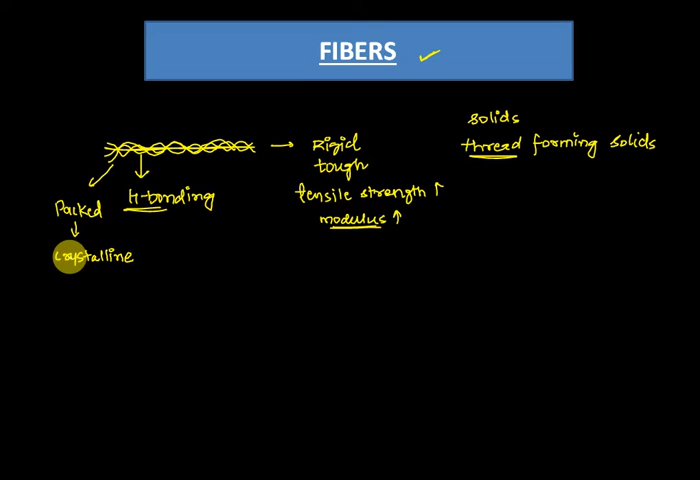 FIBERS
solids
thread forming solids
Rigid
tough
tensile strength ↑
modulus ↑
H-bonding
Packed
crystalline